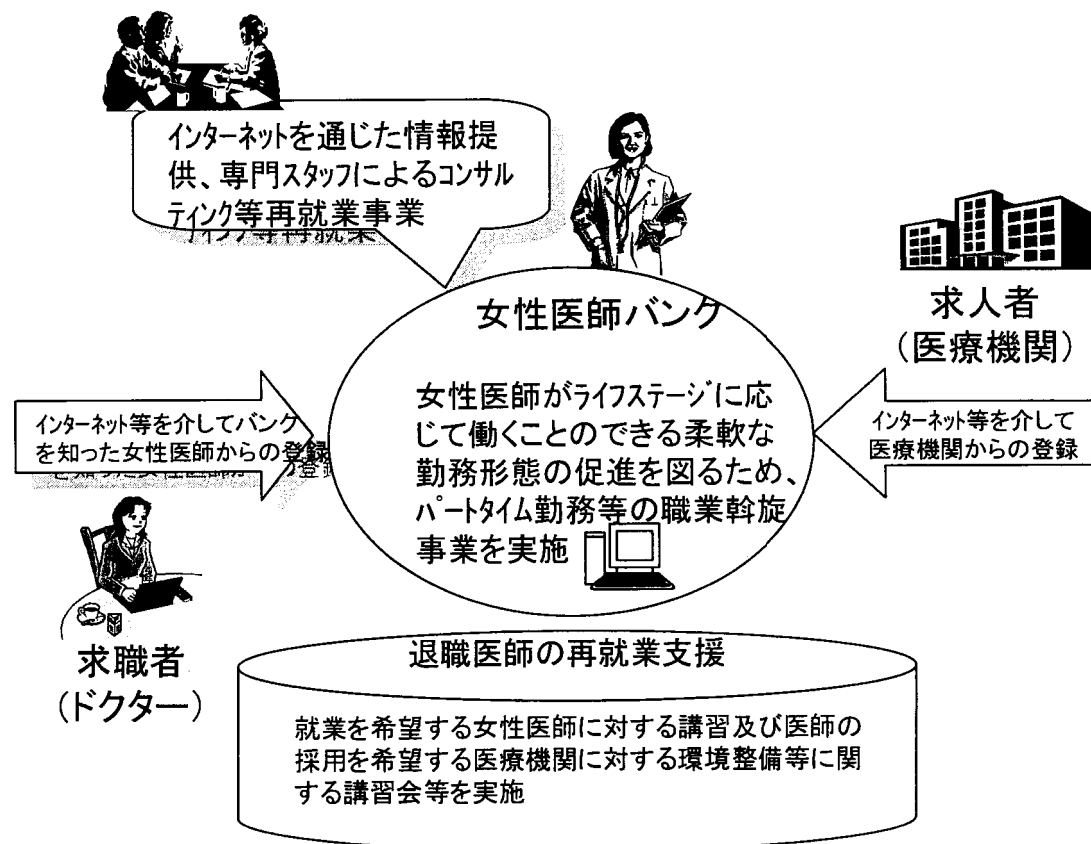 インターネットを通じた情報提
供、専門スタッフによるコンサル
ティング等再就業事業
女性医師バンク
女性医師がライフステージに応
じて働くことのできる柔軟な
勤務形態の促進を図るため、
パートタイム勤務等の職業斡旋
事業を実施
求人者
(医療機関)
インターネット等を介してバンク
を知った女性医師からの登録
インターネット等を介して
医療機関からの登録
求職者
(ドクター)
退職医師の再就業支援
就業を希望する女性医師に対する講習及び医師の
採用を希望する医療機関に対する環境整備等に関
する講習会等を実施